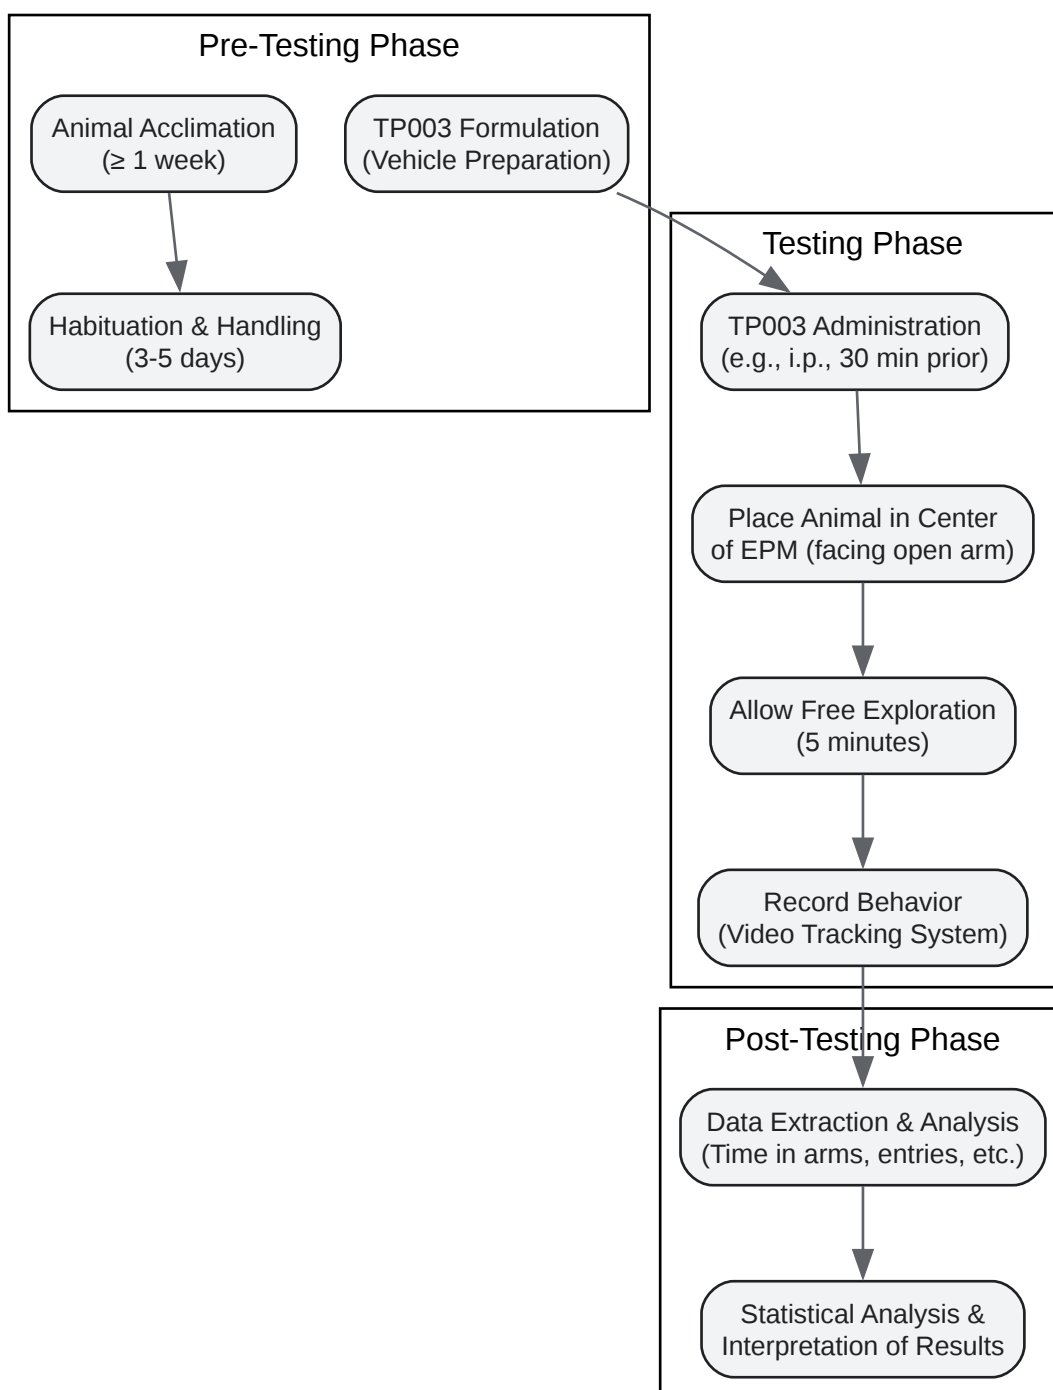 Pre-Testing Phase
Animal Acclimation
(≥ 1 week)
TP003 Formulation
(Vehicle Preparation)
Habituation & Handling
(3-5 days)
Testing Phase
TP003 Administration
(e.g., i.p., 30 min prior)
Place Animal in Center
of EPM (facing open arm)
Allow Free Exploration
(5 minutes)
Record Behavior
(Video Tracking System)
Post-Testing Phase
Data Extraction & Analysis
(Time in arms, entries, etc.)
Statistical Analysis &
Interpretation of Results